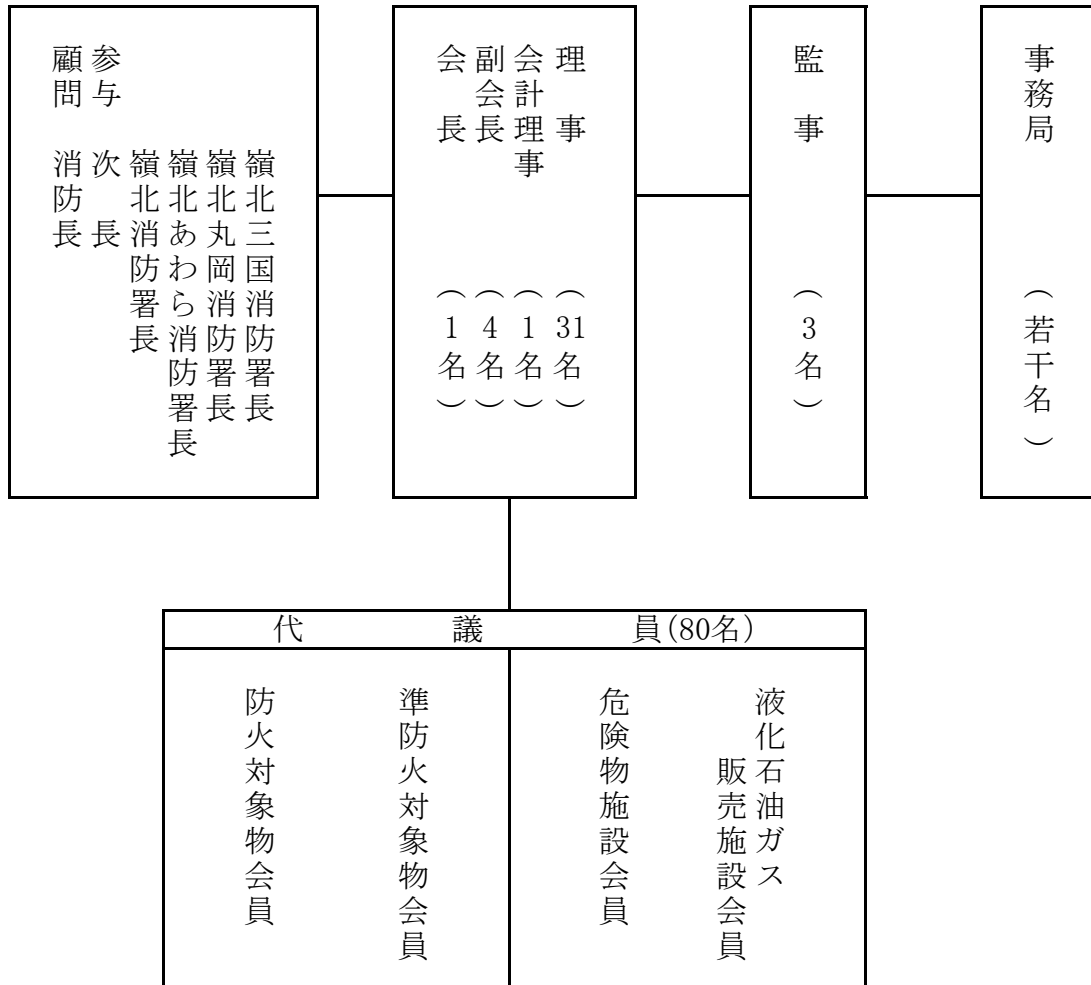 顧問 消防長
参与 次長
嶺北消防署長
嶺北あわら消防署長
嶺北丸岡消防署長
嶺北三国消防署長
会長 (1名)
副会長 (4名)
会計理事 (1名)
理事 (31名)
監事 (3名)
事務局 (若干名)
代議員(80名)
防火対象物会員
準防火対象物会員
危険物施設会員
液化石油ガス
販売施設会員